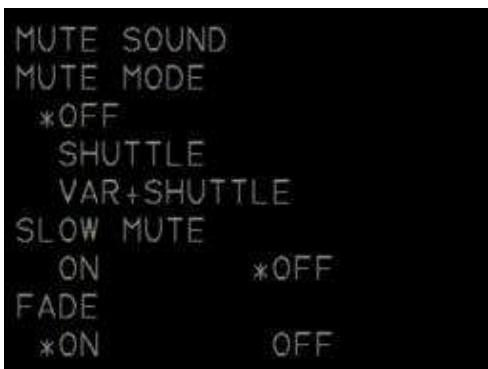 MUTE SOUND
MUTE MODE
*OFF
SHUTTLE
VAR+SHUTTLE
SLOW MUTE
ON *OFF
FADE
*ON OFF